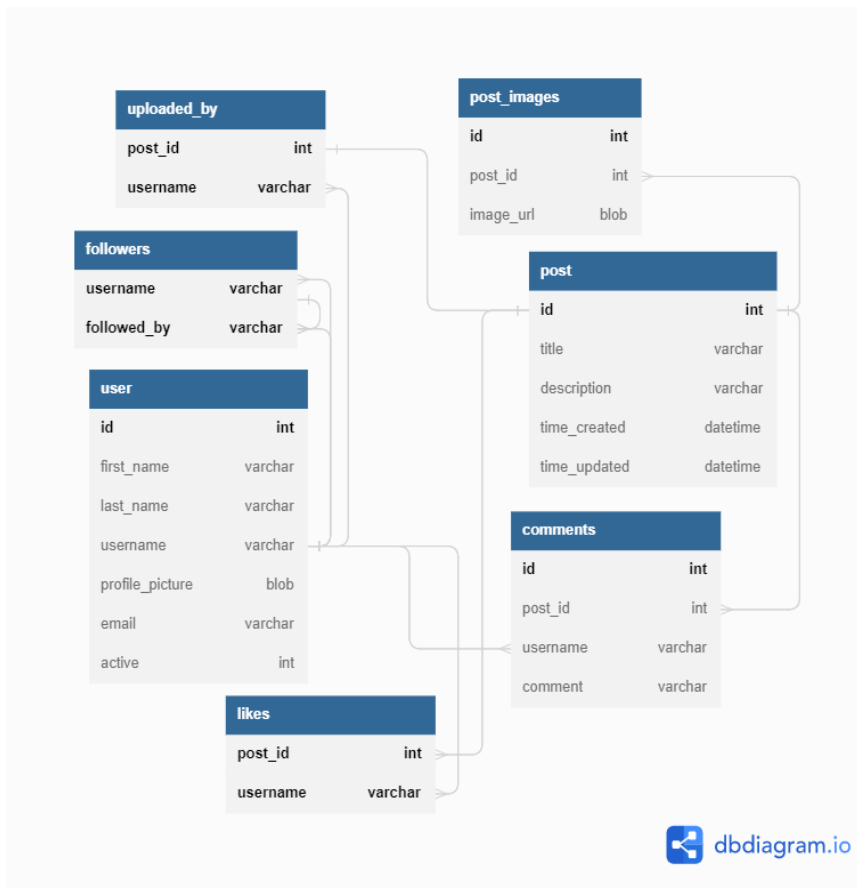 uploaded_by
post_id int
username varchar
post_images
id int
post_id int
image_url blob
followers
username varchar
followed_by varchar
post
id int
title varchar
description varchar
time_created datetime
time_updated datetime
user
id int
first_name varchar
last_name varchar
username varchar
profile_picture blob
email varchar
active int
comments
id int
post_id int
username varchar
comment varchar
likes
post_id int
username varchar
dbdiagram.io